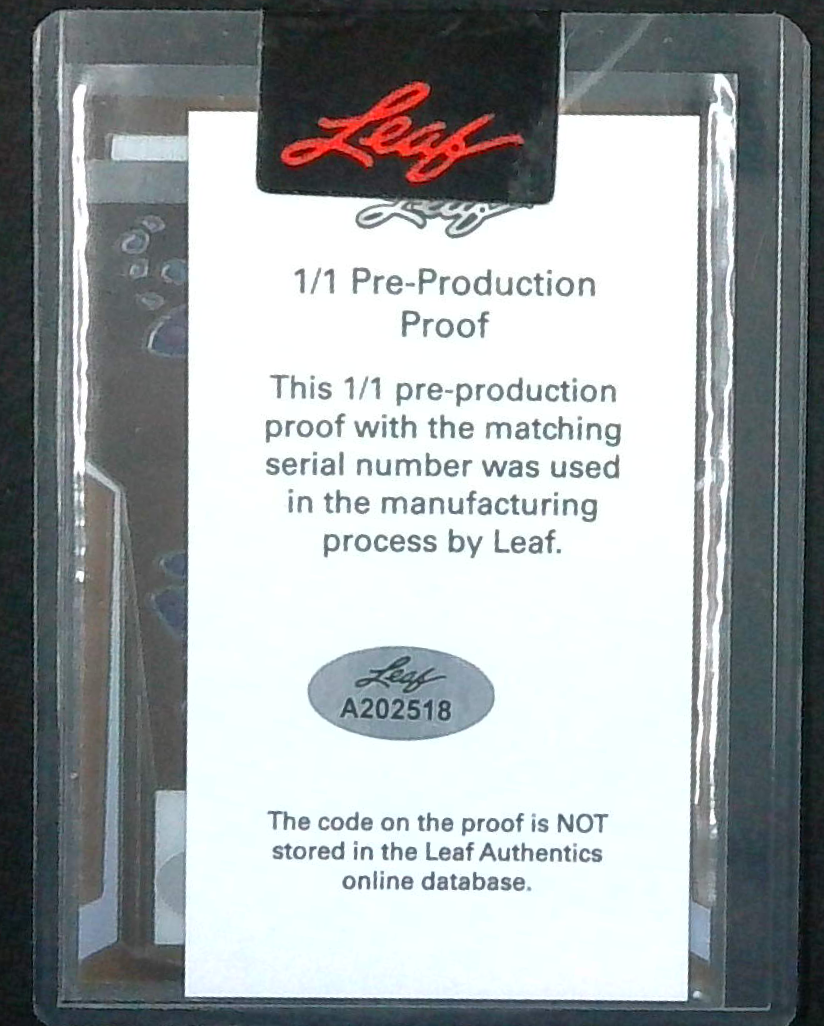 Leaf
Leaf
1/1 Pre-Production
Proof
This 1/1 pre-production
proof with the matching
serial number was used
in the manufacturing
process by Leaf.
Leaf
A202518
The code on the proof is NOT
stored in the Leaf Authentics
online database.